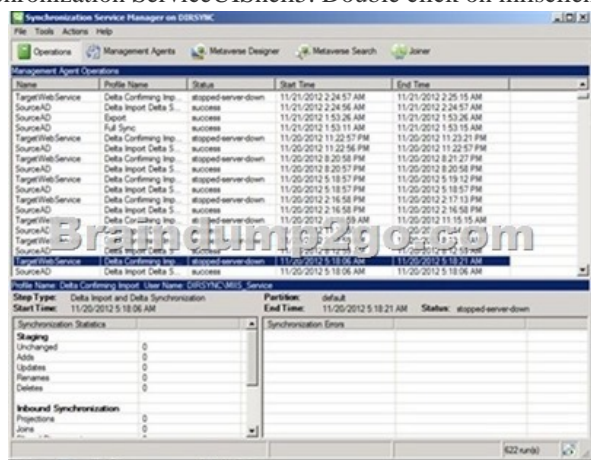 Synchronization Service Manager on DIRSYNC
File Tools Actions Help
Operations Management Agents Metaverse Designer Metaverse Search Joiner
Management Agent Operations
Name Profile Name Status Start Time End Time
TargetWebService Delta Confirming Imp... stopped-server-down 11/21/2012 2:24:57 AM 11/21/2012 2:25:15 AM
SourceAD Delta Import Delta S... success 11/21/2012 2:24:56 AM 11/21/2012 2:24:57 AM
SourceAD Export success 11/21/2012 1:53:26 AM 11/21/2012 1:53:26 AM
SourceAD Full Sync success 11/21/2012 1:53:11 AM 11/21/2012 1:53:15 AM
TargetWebService Delta Confirming Imp... stopped-server-down 11/20/2012 11:22:57 PM 11/20/2012 11:23:21 PM
SourceAD Delta Import Delta S... success 11/20/2012 11:22:56 PM 11/20/2012 11:22:57 PM
TargetWebService Delta Confirming Imp... stopped-server-down 11/20/2012 8:20:58 PM 11/20/2012 8:21:27 PM
SourceAD Delta Import Delta S... success 11/20/2012 8:20:57 PM 11/20/2012 8:20:58 PM
TargetWebService Delta Confirming Imp... stopped-server-down 11/20/2012 5:18:57 PM 11/20/2012 5:19:12 PM
SourceAD Delta Import Delta S... success 11/20/2012 5:18:57 PM 11/20/2012 5:18:57 PM
TargetWebService Delta Confirming Imp... stopped-server-down 11/20/2012 2:16:58 PM 11/20/2012 2:17:13 PM
SourceAD Delta Import Delta S... success 11/20/2012 2:16:58 PM 11/20/2012 2:16:58 PM
TargetWebService AM 11/20/2012 11:15:15 AM
Braindump2go.com
TargetWebService Delta Confirming Imp... stopped-server-down 11/20/2012 5:18:06 AM 11/20/2012 5:18:21 AM
SourceAD Delta Import Delta S... success 11/20/2012 5:18:06 AM 11/20/2012 5:18:06 AM
Profile Name: Delta Confirming Import User Name: DIRSYNC\MIIS_Service
Step Type: Delta Import and Delta Synchronization Partition: default
Start Time: 11/20/2012 5:18:06 AM End Time: 11/20/2012 5:18:21 AM Status: stopped-server-down
Synchronization Statistics Synchronization Errors
Staging
Unchanged 0
Adds 0
Updates 0
Renames 0
Deletes 0
Inbound Synchronization
Projections 0
Joins 0
622 run(s)